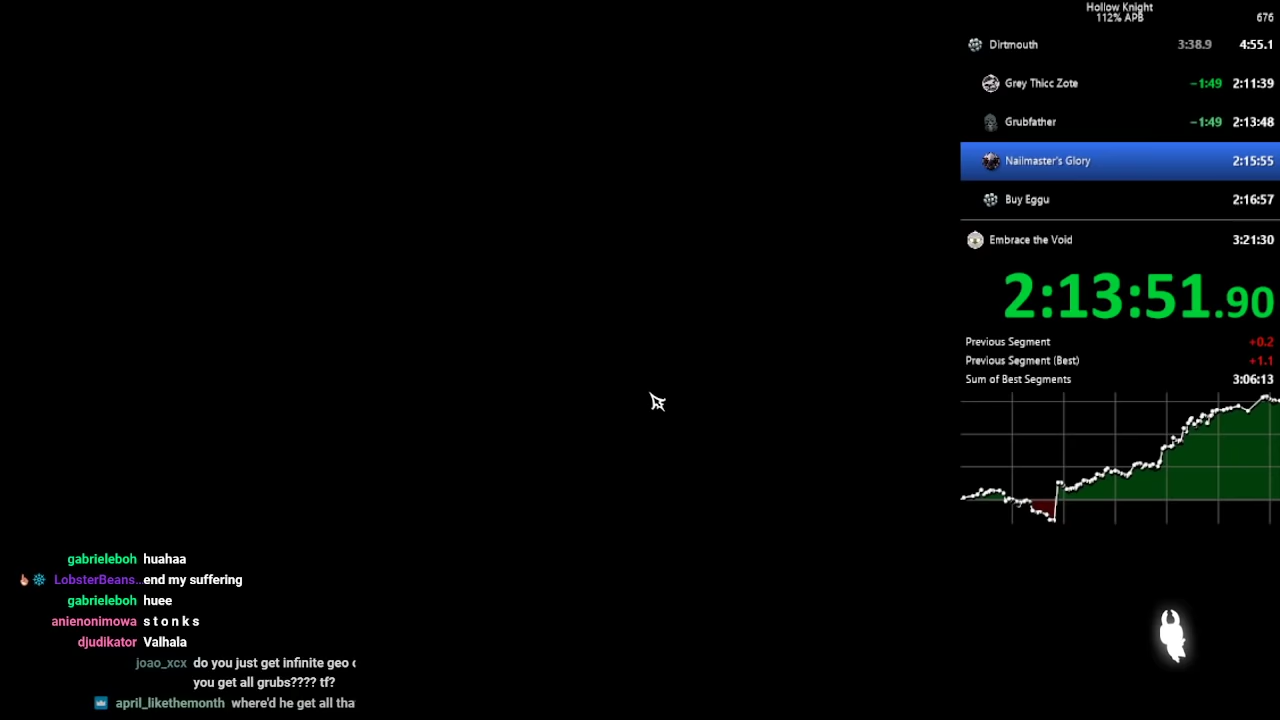 Hollow Knight
112% APB
676
Dirtmouth 3:38.9 4:55.1
Grey Thicc Zote −1:49 2:11:39
Grubfather −1:49 2:13:48
Nailmaster's Glory 2:15:55
Buy Eggu 2:16:57
Embrace the Void 3:21:30
2:13:51.90
Previous Segment +0.2
Previous Segment (Best) +1.1
Sum of Best Segments 3:06:13
gabrieleboh huahaa
LobsterBeans.. end my suffering
gabrieleboh huee
anienonimowa s t o n k s
djudikator Valhala
joao_xcx do you just get infinite geo
you get all grubs???? tf?
april_likethemonth where'd he get all tha